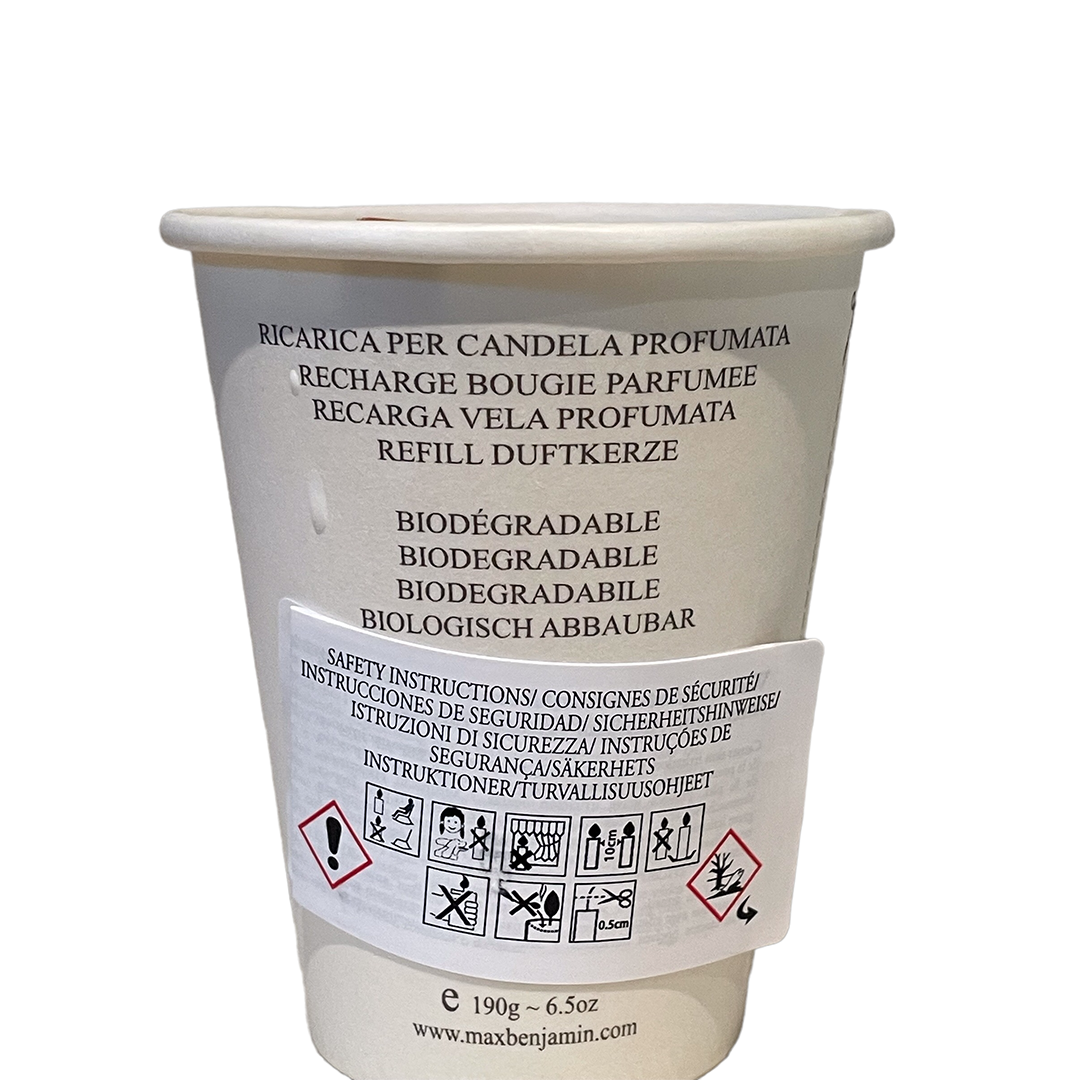 RICARICA PER CANDELA PROFUMATA
RECHARGE BOUGIE PARFUMEE
RECARGA VELA PROFUMATA
REFILL DUFTKERZE
BIODÉGRADABLE
BIODEGRADABLE
BIODEGRADABILE
BIOLOGISCH ABBAUBAR
SAFETY INSTRUCTIONS/ CONSIGNES DE SÉCURITÉ/
INSTRUCCIONES DE SEGURIDAD/ SICHERHEITSHINWEISE/
ISTRUZIONI DI SICUREZZA/ INSTRUÇÓES DE
SEGURANÇA/SÄKERHETS
INSTRUKTIONER/TURVALLISUUSOHJEET
10cm
0.5cm
e 190g ~ 6.5oz
www.maxbenjamin.com